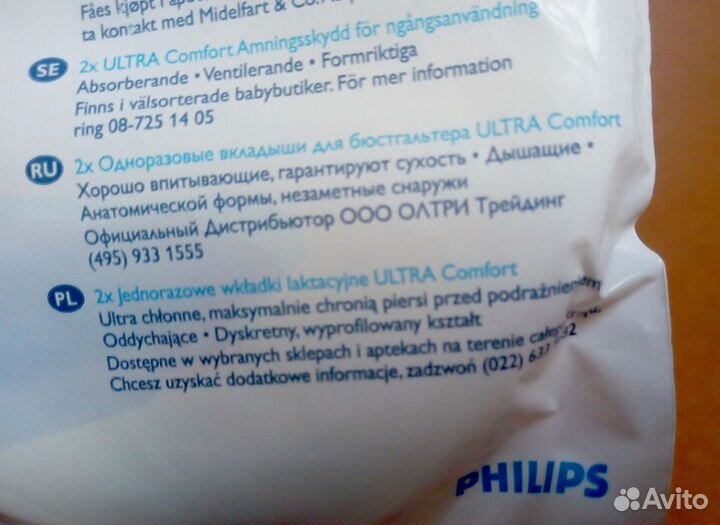 Fåes kjøpt i
ta kontakt med Midelfart & Co.
SE 2x ULTRA Comfort Amningsskydd för ngångsanvändning
Absorberande • Ventilerande • Formriktiga
Finns i välsorterade babybutiker. För mer information
ring 08-725 14 05
RU 2x Одноразовые вкладыши для бюстгальтера ULTRA Comfort
Хорошо впитывающие, гарантируют сухость • Дышащие •
Анатомической формы, незаметные снаружи
Официальный Дистрибьютор ООО ОЛТРИ Трейдинг
(495) 933 1555
PL 2x Jednorazowe wkładki laktacyjne ULTRA Comfort
Ultra chłonne, maksymalnie chronią piersi przed podrażnieniem
Oddychające • Dyskretny, wyprofilowany kształt
Dostępne w wybranych sklepach i aptekach na terenie
Chcesz uzyskać dodatkowe informacje, zadzwoń (022)
PHILIPS
Avito